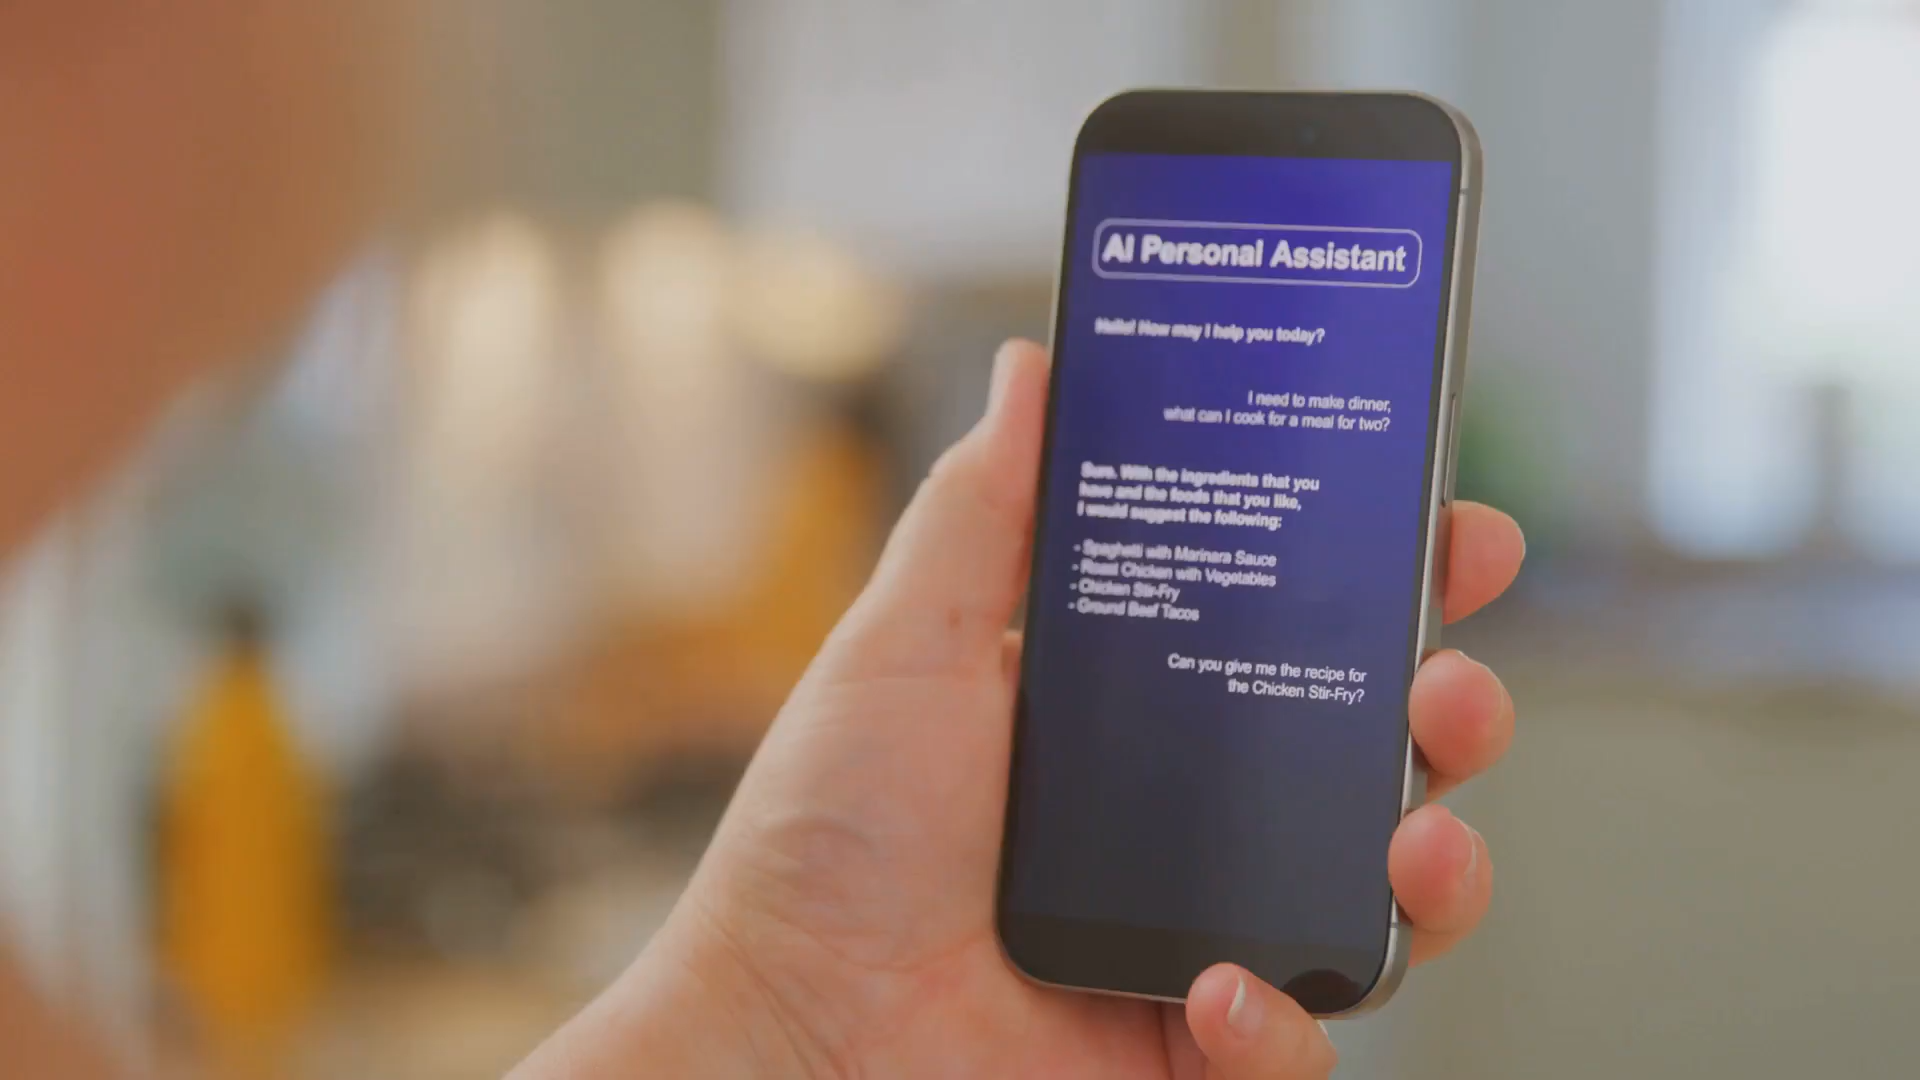 AI Personal Assistant
Hello! How may I help you today?
I need to make dinner,
what can I cook for a meal for two?
Sure. With the ingredients that you
have and the foods that you like,
I would suggest the following:
- Spaghetti with Marinara Sauce
- Roast Chicken with Vegetables
- Chicken Stir-Fry
- Ground Beef Tacos
Can you give me the recipe for
the Chicken Stir-Fry?